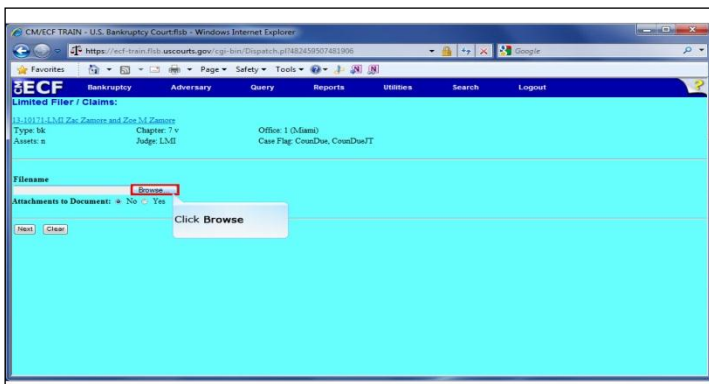 CM/ECF TRAIN - U.S. Bankruptcy Court:flsb - Windows Internet Explorer
https://ecf-train.flsb.uscourts.gov/cgi-bin/Dispatch.pl?482459507481906
Google
Favorites Page Safety Tools
ECF Bankruptcy Adversary Query Reports Utilities Search Logout ?
Limited Filer / Claims:
13-10171-LMI Zac Zamore and Zoe M Zamore
Type: bk Chapter: 7 v Office: 1 (Miami)
Assets: n Judge: LMI Case Flag: CounDue, CounDueJT
Filename
Browse...
Attachments to Document: No Yes
Click Browse
Next Clear